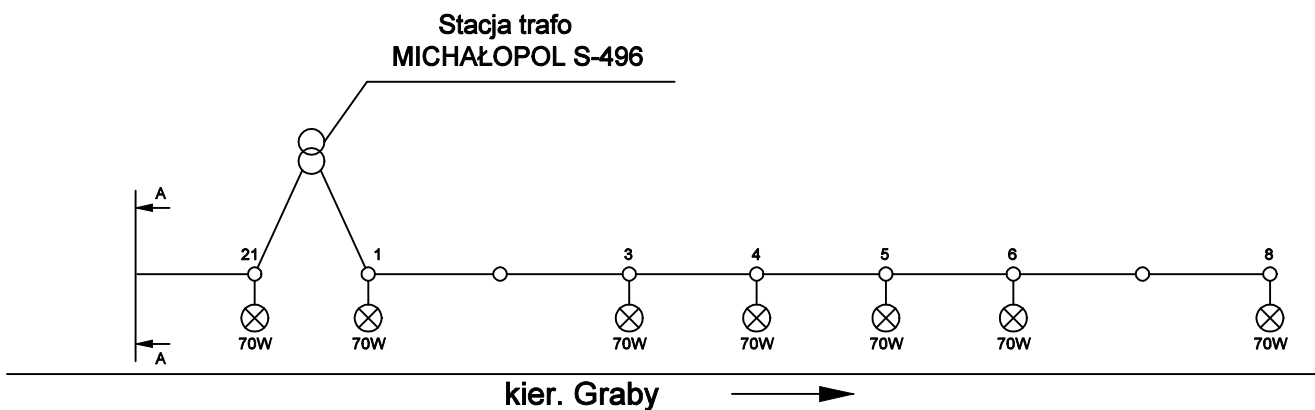 Stacja trafo
MICHAŁOPOL S-496
A
21 1 3 4 5 6 8
70W 70W 70W 70W 70W 70W 70W
A
kier. Graby